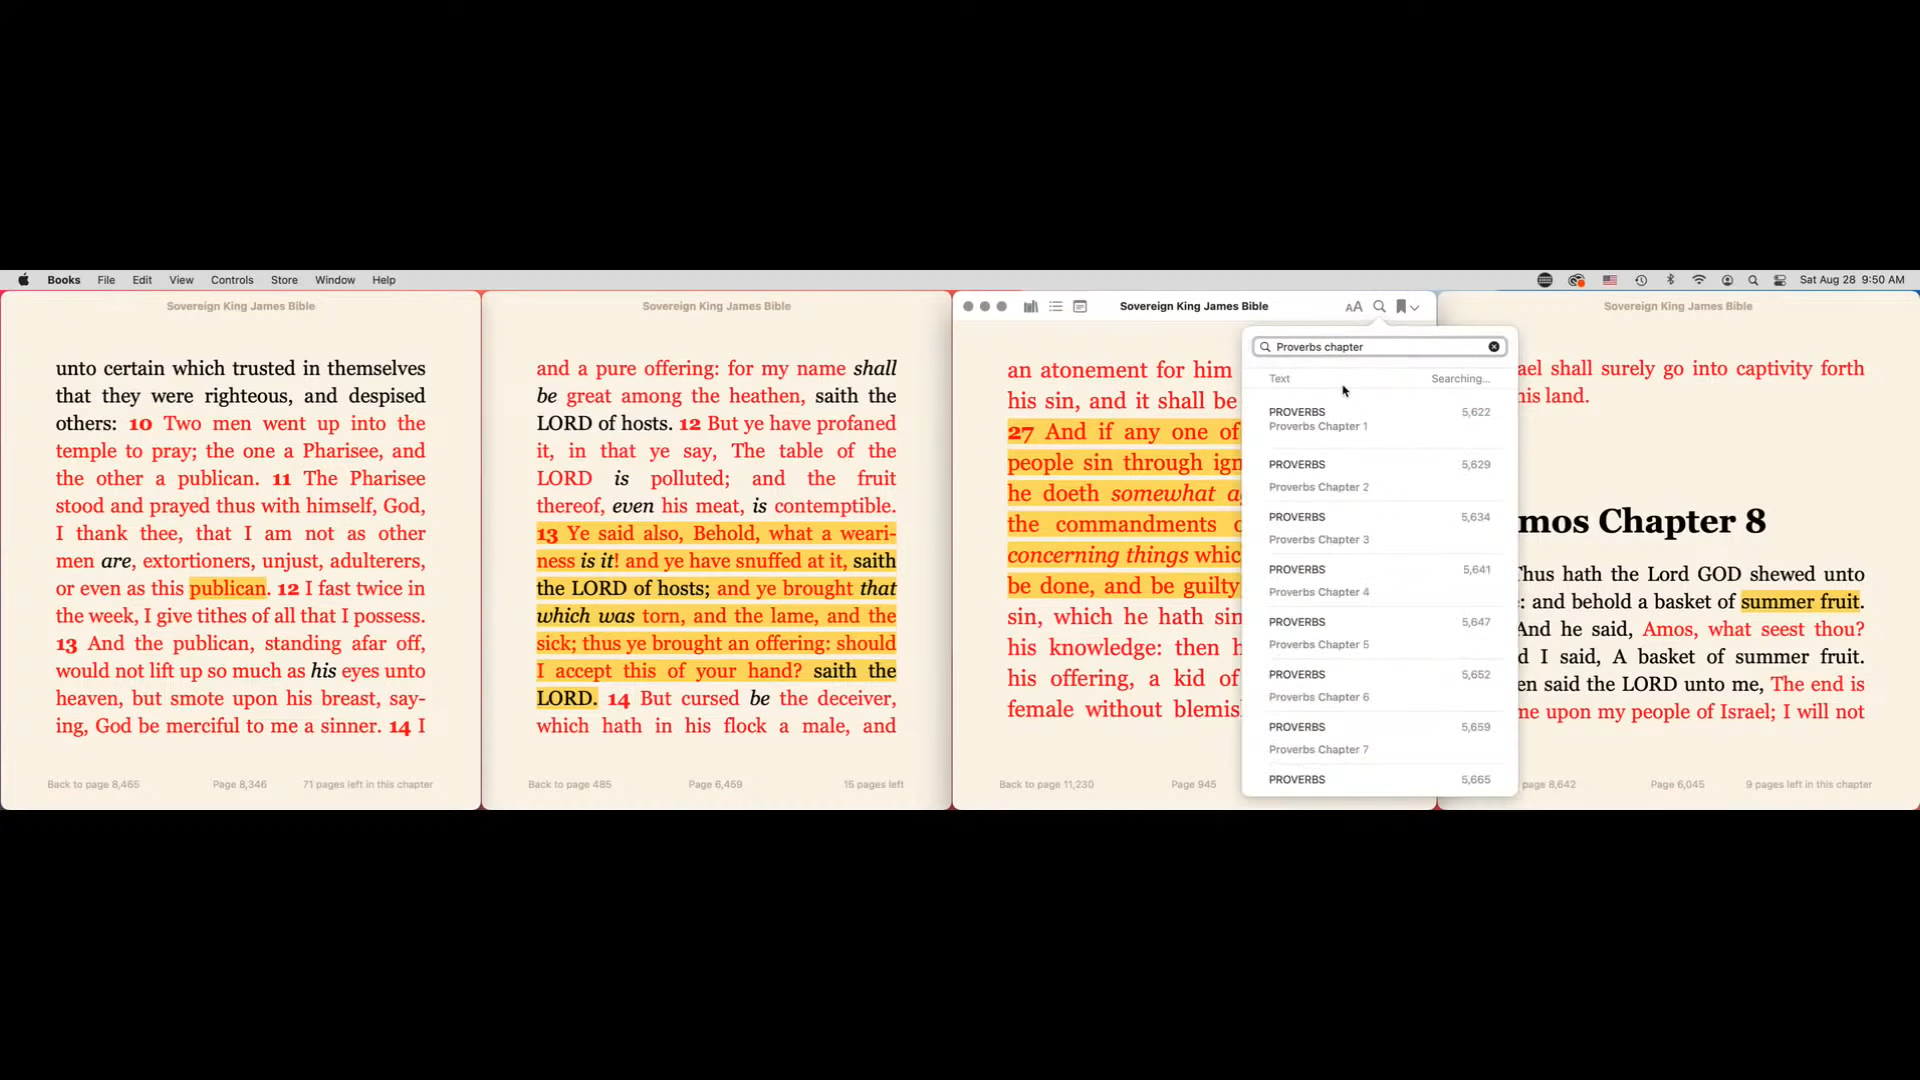 Books File Edit View Controls Store Window Help
Sat Aug 28 9:50 AM
Sovereign King James Bible
unto certain which trusted in themselves
that they were righteous, and despised
others: 10 Two men went up into the
temple to pray; the one a Pharisee, and
the other a publican. 11 The Pharisee
stood and prayed thus with himself, God,
I thank thee, that I am not as other
men are, extortioners, unjust, adulterers,
or even as this publican. 12 I fast twice in
the week, I give tithes of all that I possess.
13 And the publican, standing afar off,
would not lift up so much as his eyes unto
heaven, but smote upon his breast, say-
ing, God be merciful to me a sinner. 14 I
Back to page 8,465 Page 8,346 71 pages left in this chapter
Sovereign King James Bible
and a pure offering: for my name shall
be great among the heathen, saith the
LORD of hosts. 12 But ye have profaned
it, in that ye say, The table of the
LORD is polluted; and the fruit
thereof, even his meat, is contemptible.
13 Ye said also, Behold, what a weari-
ness is it! and ye have snuffed at it, saith
the LORD of hosts; and ye brought that
which was torn, and the lame, and the
sick; thus ye brought an offering: should
I accept this of your hand? saith the
LORD. 14 But cursed be the deceiver,
which hath in his flock a male, and
Back to page 485 Page 6,459 15 pages left
Sovereign King James Bible
AA
an atonement for him
his sin, and it shall be
27 And if any one of
people sin through ign
he doeth somewhat a
the commandments
concerning things whic
be done, and be guilty
sin, which he hath sin
his knowledge: then h
his offering, a kid of
female without blemis
Back to page 11,230 Page 945
Proverbs chapter
Text Searching...
PROVERBS 5,622
Proverbs Chapter 1
PROVERBS 5,629
Proverbs Chapter 2
PROVERBS 5,634
Proverbs Chapter 3
PROVERBS 5,641
Proverbs Chapter 4
PROVERBS 5,647
Proverbs Chapter 5
PROVERBS 5,652
Proverbs Chapter 6
PROVERBS 5,659
Proverbs Chapter 7
PROVERBS 5,665
Sovereign King James Bible
ael shall surely go into captivity forth
his land.
mos Chapter 8
Thus hath the Lord GOD shewed unto
: and behold a basket of summer fruit.
And he said, Amos, what seest thou?
d I said, A basket of summer fruit.
en said the LORD unto me, The end is
me upon my people of Israel; I will not
page 8,642 Page 6,045 9 pages left in this chapter